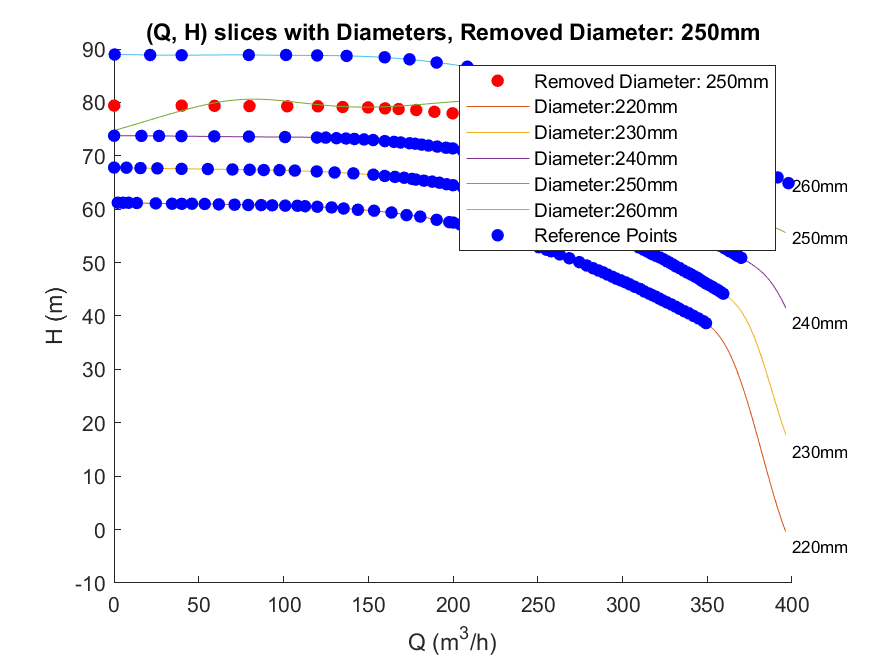 (Q, H) slices with Diameters, Removed Diameter: 250mm
90
80
70
60
50
40
30
20
10
0
-10
H (m)
Removed Diameter: 250mm
Diameter:220mm
Diameter:230mm
Diameter:240mm
Diameter:250mm
Diameter:260mm
Reference Points
260mm
250mm
240mm
230mm
220mm
0 50 100 150 200 250 300 350 400
Q (m³/h)